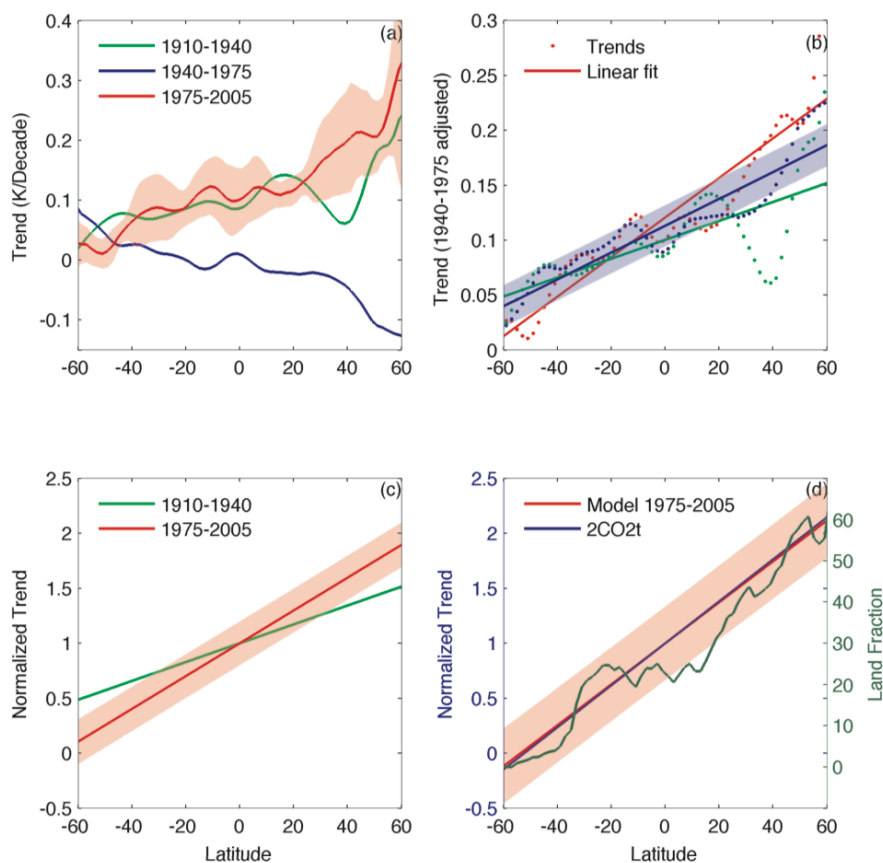 (a)
1910-1940
1940-1975
1975-2005
Trend (K/Decade)
0.4
0.3
0.2
0.1
0
-0.1
-60 -40 -20 0 20 40 60
(b)
Trends
Linear fit
Trend (1940-1975 adjusted)
0.3
0.25
0.2
0.15
0.1
0.05
0
-60 -40 -20 0 20 40 60
(c)
1910-1940
1975-2005
Normalized Trend
2.5
2
1.5
1
0.5
0
-0.5
-60 -40 -20 0 20 40 60
Latitude
(d)
Model 1975-2005
2CO2t
Normalized Trend
2.5
2
1.5
1
0.5
0
-0.5
60
50
40
30
20
10
0
Land Fraction
-60 -40 -20 0 20 40 60
Latitude